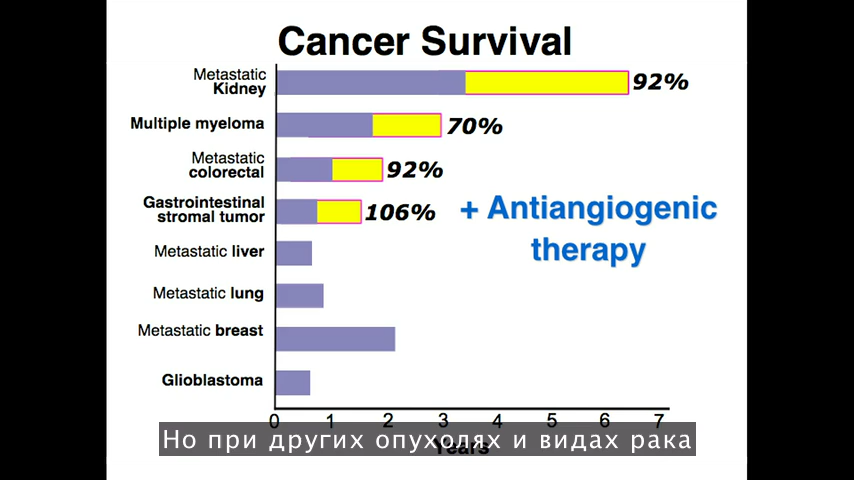 Cancer Survival
Metastatic
Kidney
92%
Multiple myeloma
70%
Metastatic
colorectal
92%
Gastrointestinal
stromal tumor
106%
+ Antiangiogenic
therapy
Metastatic liver
Metastatic lung
Metastatic breast
Glioblastoma
0 1 2 3 4 5 6 7
Years
Но при других опухолях и видах рака